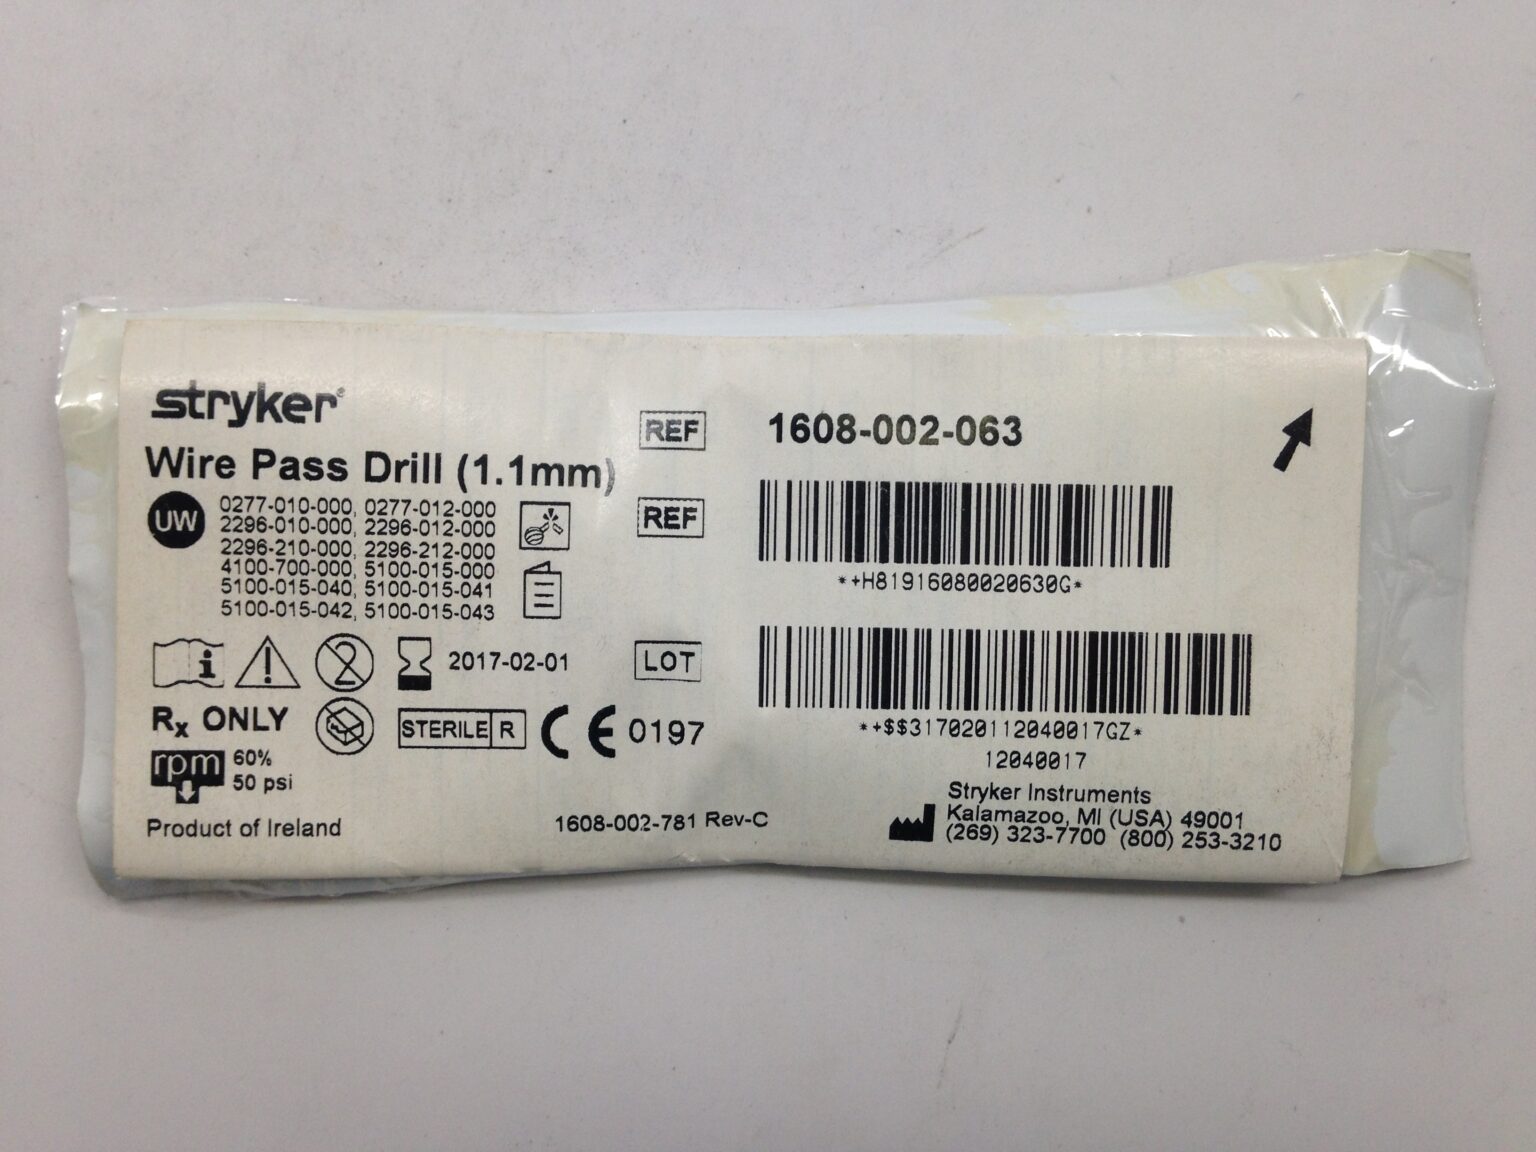 stryker®
Wire Pass Drill (1.1mm)
UW
0277-010-000, 0277-012-000
2296-010-000, 2296-012-000
2296-210-000, 2296-212-000
4100-700-000, 5100-015-000
5100-015-040, 5100-015-041
5100-015-042, 5100-015-043
i
2
2017-02-01
Rx ONLY
STERILE R
CE 0197
rpm
60%
50 psi
Product of Ireland
1608-002-781 Rev-C
REF 1608-002-063
REF
*+H81916080020630G*
LOT
*+$$317020112040017GZ*
12040017
Stryker Instruments
Kalamazoo, MI (USA) 49001
(269) 323-7700 (800) 253-3210